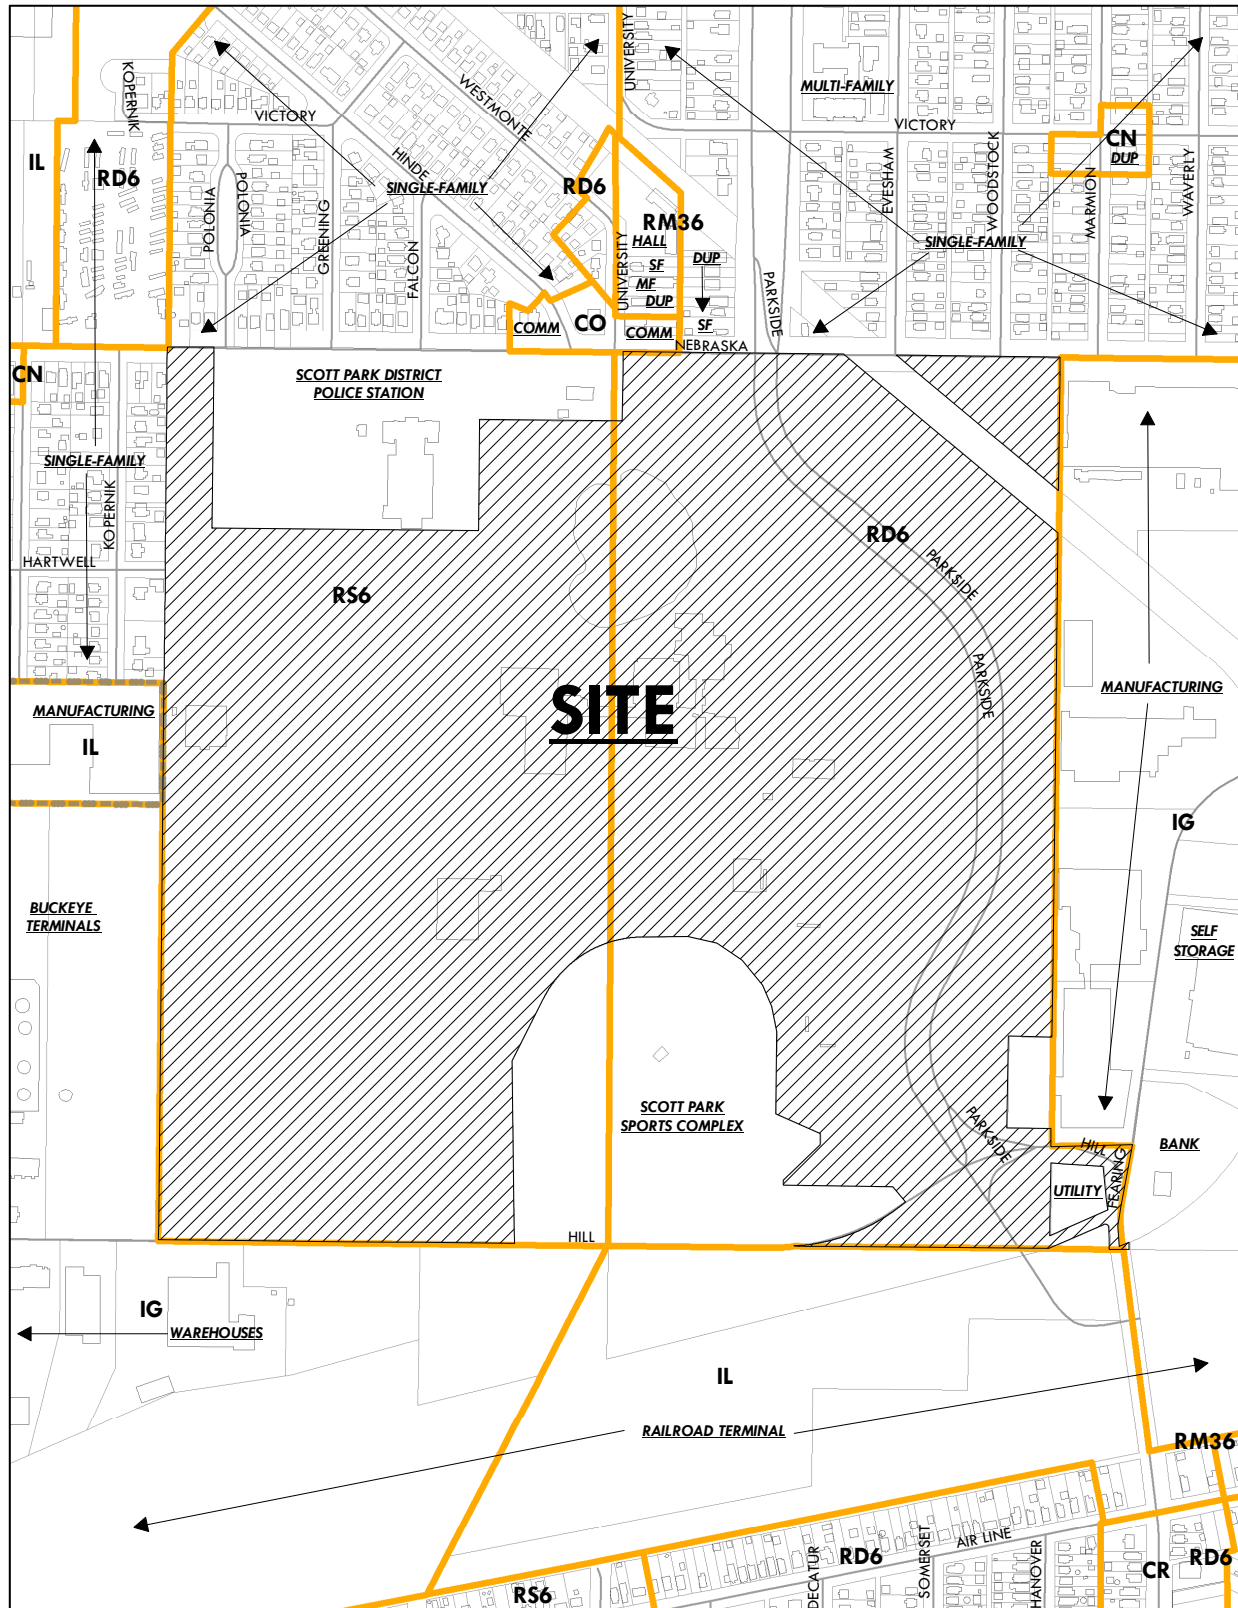 UNIVERSITY
KOPERNIK
WESTMONTE
MULTI-FAMILY
VICTORY
VICTORY
CN
DUP
IL
RD6
HINDE
SINGLE-FAMILY
RD6
EVESHAM
WOODSTOCK
MARMION
WAVERLY
POLONIA
POLONIA
GREENING
FALCON
UNIVERSITY
RM36
HALL
SF
MF
DUP
DUP
SF
PARKSIDE
SINGLE-FAMILY
COMM
CO
COMM
NEBRASKA
CN
SCOTT PARK DISTRICT
POLICE STATION
SINGLE-FAMILY
KOPERNIK
HARTWELL
RS6
RD6
PARKSIDE
PARKSIDE
SITE
MANUFACTURING
MANUFACTURING
IL
IG
BUCKEYE
TERMINALS
SELF
STORAGE
SCOTT PARK
SPORTS COMPLEX
PARKSIDE
HILL
BANK
UTILITY
FEARING
HILL
IG
WAREHOUSES
IL
RAILROAD TERMINAL
RM36
DECATUR
RD6
SOMERSET
AIR LINE
HANOVER
CR
RD6
RS6